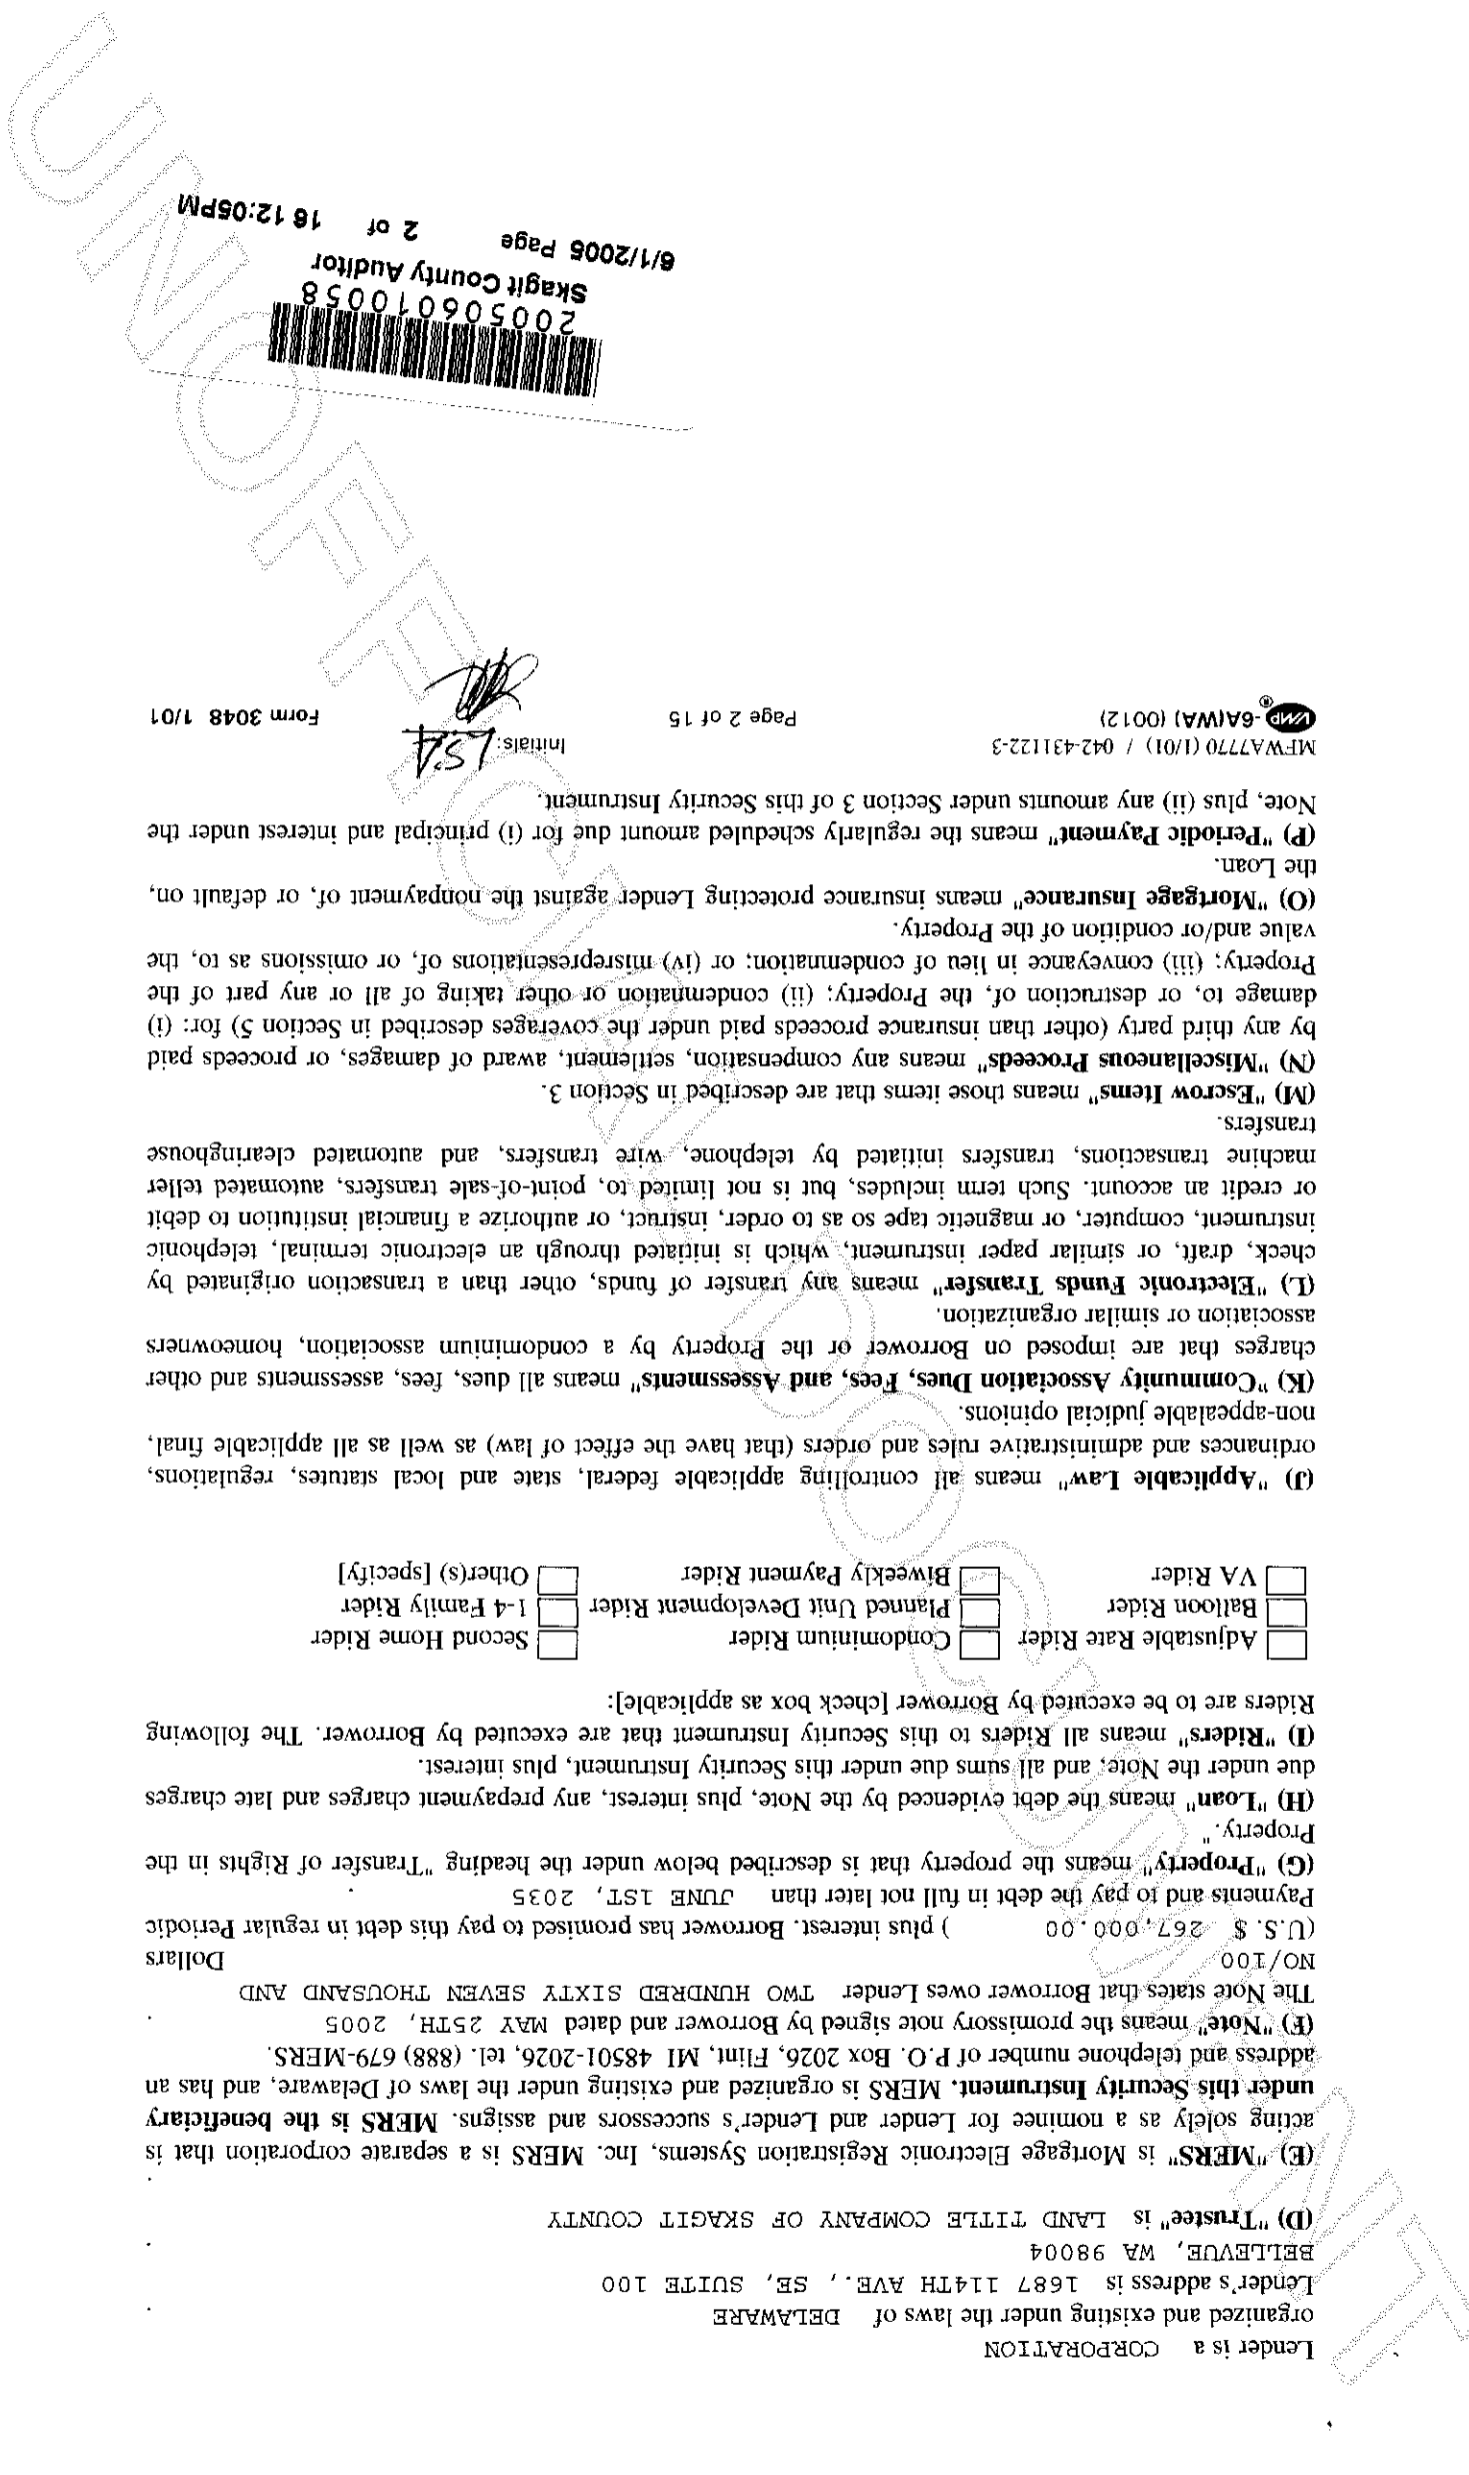 Lender is a CORPORATION
organized and existing under the laws of DELAWARE .
Lender's address is 1687 114TH AVE., SE, SUITE 100
BELLEVUE, WA 98004 .
(D) "Trustee" is LAND TITLE COMPANY OF SKAGIT COUNTY
.
(E) "MERS" is Mortgage Electronic Registration Systems, Inc. MERS is a separate corporation that is
acting solely as a nominee for Lender and Lender's successors and assigns. MERS is the beneficiary
under this Security Instrument. MERS is organized and existing under the laws of Delaware, and has an
address and telephone number of P.O. Box 2026, Flint, MI 48501-2026, tel. (888) 679-MERS.
(F) "Note" means the promissory note signed by Borrower and dated MAY 25TH, 2005 .
The Note states that Borrower owes Lender TWO HUNDRED SIXTY SEVEN THOUSAND AND
NO/100 Dollars
(U.S. $ 267,000.00 ) plus interest. Borrower has promised to pay this debt in regular Periodic
Payments and to pay the debt in full not later than JUNE 1ST, 2035 .
(G) "Property" means the property that is described below under the heading "Transfer of Rights in the
Property."
(H) "Loan" means the debt evidenced by the Note, plus interest, any prepayment charges and late charges
due under the Note, and all sums due under this Security Instrument, plus interest.
(I) "Riders" means all Riders to this Security Instrument that are executed by Borrower. The following
Riders are to be executed by Borrower [check box as applicable]:
Adjustable Rate Rider Condominium Rider Second Home Rider
Balloon Rider Planned Unit Development Rider 1-4 Family Rider
VA Rider Biweekly Payment Rider Other(s) [specify]
(J) "Applicable Law" means all controlling applicable federal, state and local statutes, regulations,
ordinances and administrative rules and orders (that have the effect of law) as well as all applicable final,
non-appealable judicial opinions.
(K) "Community Association Dues, Fees, and Assessments" means all dues, fees, assessments and other
charges that are imposed on Borrower or the Property by a condominium association, homeowners
association or similar organization.
(L) "Electronic Funds Transfer" means any transfer of funds, other than a transaction originated by
check, draft, or similar paper instrument, which is initiated through an electronic terminal, telephonic
instrument, computer, or magnetic tape so as to order, instruct, or authorize a financial institution to debit
or credit an account. Such term includes, but is not limited to, point-of-sale transfers, automated teller
machine transactions, transfers initiated by telephone, wire transfers, and automated clearinghouse
transfers.
(M) "Escrow Items" means those items that are described in Section 3.
(N) "Miscellaneous Proceeds" means any compensation, settlement, award of damages, or proceeds paid
by any third party (other than insurance proceeds paid under the coverages described in Section 5) for: (i)
damage to, or destruction of, the Property; (ii) condemnation or other taking of all or any part of the
Property; (iii) conveyance in lieu of condemnation; or (iv) misrepresentations of, or omissions as to, the
value and/or condition of the Property.
(O) "Mortgage Insurance" means insurance protecting Lender against the nonpayment of, or default on,
the Loan.
(P) "Periodic Payment" means the regularly scheduled amount due for (i) principal and interest under the
Note, plus (ii) any amounts under Section 3 of this Security Instrument.
MFWA7770 (1/01) / 042-431122-3
Initials: LSA
VMP-6A(WA) (0012) Page 2 of 15 Form 3048 1/01
200506010058
Skagit County Auditor
6/1/2005 Page 2 of 16 12:05PM
UNOFFICIAL DOCUMENT